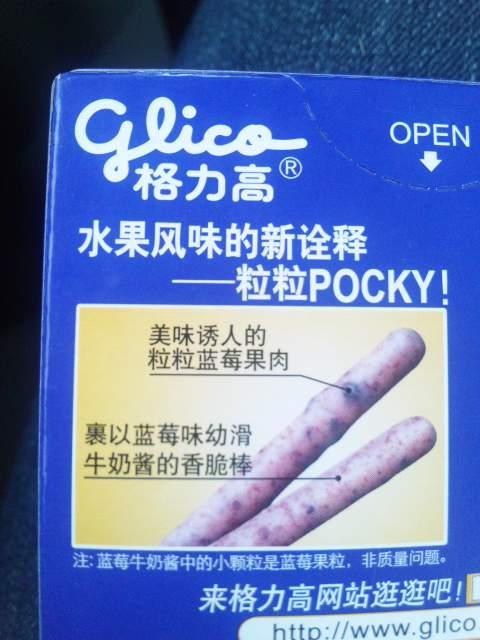 Glico
OPEN
格力高®
水果风味的新诠释
——粒粒POCKY!
美味诱人的
粒粒蓝莓果肉
裹以蓝莓味幼滑
牛奶酱的香脆棒
注:蓝莓牛奶酱中的小颗粒是蓝莓果粒，非质量问题。
来格力高网站逛逛吧!
http://www.glico